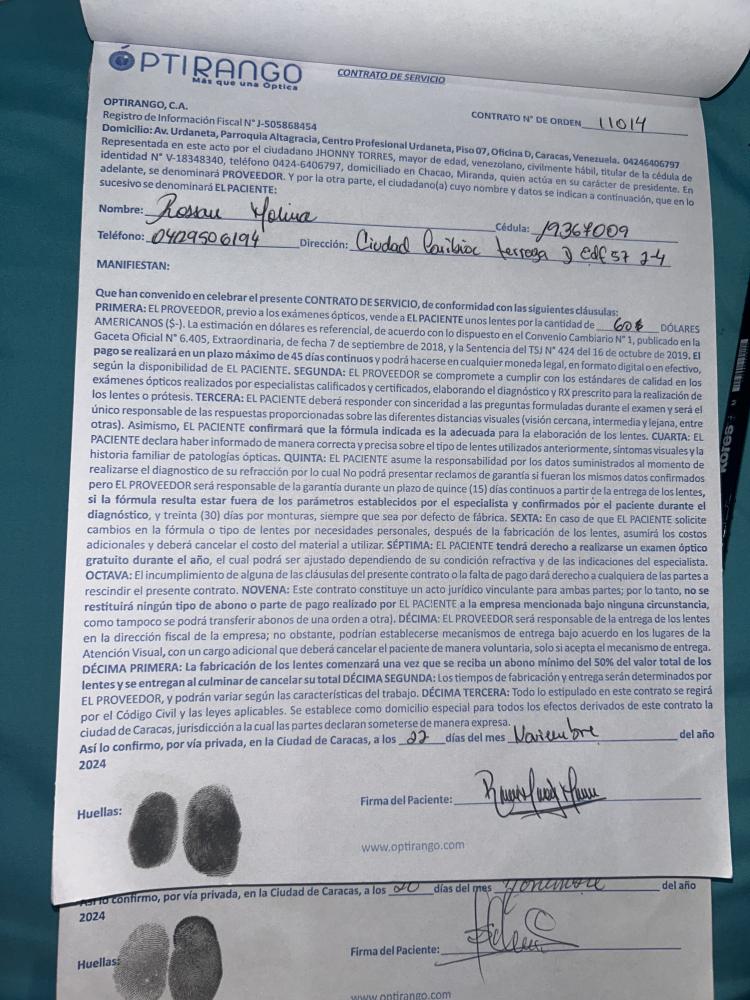 ÓPTIRANGO
Más que una Óptica
CONTRATO DE SERVICIO
OPTIRANGO, C.A.
CONTRATO N° DE ORDEN 11014
Registro de Información Fiscal N° J-505868454
Domicilio: Av. Urdaneta, Parroquia Altagracia, Centro Profesional Urdaneta, Piso 07, Oficina D, Caracas, Venezuela. 04246406797
Representada en este acto por el ciudadano JHONNY TORRES, mayor de edad, venezolano, civilmente hábil, titular de la cédula de
identidad N° V-18348340, teléfono 0424-6406797, domiciliado en Chacao, Miranda, quien actúa en su carácter de presidente. En
adelante, se denominará PROVEEDOR. Y por la otra parte, el ciudadano(a) cuyo nombre y datos se indican a continuación, que en lo
sucesivo se denominará EL PACIENTE:
Nombre: Rossau Molina Cédula: 19367009
Teléfono: 0429506194 Dirección: Ciudad Caribiac terraza D edf 57 2-4
MANIFIESTAN:
Que han convenido en celebrar el presente CONTRATO DE SERVICIO, de conformidad con las siguientes cláusulas:
PRIMERA: EL PROVEEDOR, previo a los exámenes ópticos, vende a EL PACIENTE unos lentes por la cantidad de 60$ DÓLARES
AMERICANOS ($-). La estimación en dólares es referencial, de acuerdo con lo dispuesto en el Convenio Cambiario N° 1, publicado en la
Gaceta Oficial N° 6.405, Extraordinaria, de fecha 7 de septiembre de 2018, y la Sentencia del TSJ N° 424 del 16 de octubre de 2019. El
pago se realizará en un plazo máximo de 45 días continuos y podrá hacerse en cualquier moneda legal, en formato digital o en efectivo,
según la disponibilidad de EL PACIENTE. SEGUNDA: EL PROVEEDOR se compromete a cumplir con los estándares de calidad en los
exámenes ópticos realizados por especialistas calificados y certificados, elaborando el diagnóstico y RX prescrito para la realización de
los lentes o prótesis. TERCERA: EL PACIENTE deberá responder con sinceridad a las preguntas formuladas durante el examen y será el
único responsable de las respuestas proporcionadas sobre las diferentes distancias visuales (visión cercana, intermedia y lejana, entre
otras). Asimismo, EL PACIENTE confirmará que la fórmula indicada es la adecuada para la elaboración de los lentes. CUARTA: EL
PACIENTE declara haber informado de manera correcta y precisa sobre el tipo de lentes utilizados anteriormente, síntomas visuales y la
historia familiar de patologías ópticas. QUINTA: EL PACIENTE asume la responsabilidad por los datos suministrados al momento de
realizarse el diagnostico de su refracción por lo cual No podrá presentar reclamos de garantía si fueran los mismos datos confirmados
pero EL PROVEEDOR será responsable de la garantía durante un plazo de quince (15) días continuos a partir de la entrega de los lentes,
si la fórmula resulta estar fuera de los parámetros establecidos por el especialista y confirmados por el paciente durante el
diagnóstico, y treinta (30) días por monturas, siempre que sea por defecto de fábrica. SEXTA: En caso de que EL PACIENTE solicite
cambios en la fórmula o tipo de lentes por necesidades personales, después de la fabricación de los lentes, asumirá los costos
adicionales y deberá cancelar el costo del material a utilizar. SÉPTIMA: EL PACIENTE tendrá derecho a realizarse un examen óptico
gratuito durante el año, el cual podrá ser ajustado dependiendo de su condición refractiva y de las indicaciones del especialista.
OCTAVA: El incumplimiento de alguna de las cláusulas del presente contrato o la falta de pago dará derecho a cualquiera de las partes a
rescindir el presente contrato. NOVENA: Este contrato constituye un acto jurídico vinculante para ambas partes; por lo tanto, no se
restituirá ningún tipo de abono o parte de pago realizado por EL PACIENTE a la empresa mencionada bajo ninguna circunstancia,
como tampoco se podrá transferir abonos de una orden a otra). DÉCIMA: EL PROVEEDOR será responsable de la entrega de los lentes
en la dirección fiscal de la empresa; no obstante, podrían establecerse mecanismos de entrega bajo acuerdo en los lugares de la
Atención Visual, con un cargo adicional que deberá cancelar el paciente de manera voluntaria, solo si acepta el mecanismo de entrega.
DÉCIMA PRIMERA: La fabricación de los lentes comenzará una vez que se reciba un abono mínimo del 50% del valor total de los
lentes y se entregan al culminar de cancelar su total DÉCIMA SEGUNDA: Los tiempos de fabricación y entrega serán determinados por
EL PROVEEDOR, y podrán variar según las características del trabajo. DÉCIMA TERCERA: Todo lo estipulado en este contrato se regirá
por el Código Civil y las leyes aplicables. Se establece como domicilio especial para todos los efectos derivados de este contrato la
ciudad de Caracas, jurisdicción a la cual las partes declaran someterse de manera expresa.
Así lo confirmo, por vía privada, en la Ciudad de Caracas, a los 22 días del mes Noviembre del año
2024
Huellas:
Firma del Paciente:
www.optirango.com
Así lo confirmo, por vía privada, en la Ciudad de Caracas, a los 20 días del mes Noviembre del año
2024
Huellas:
Firma del Paciente:
www.optirango.com
Kores